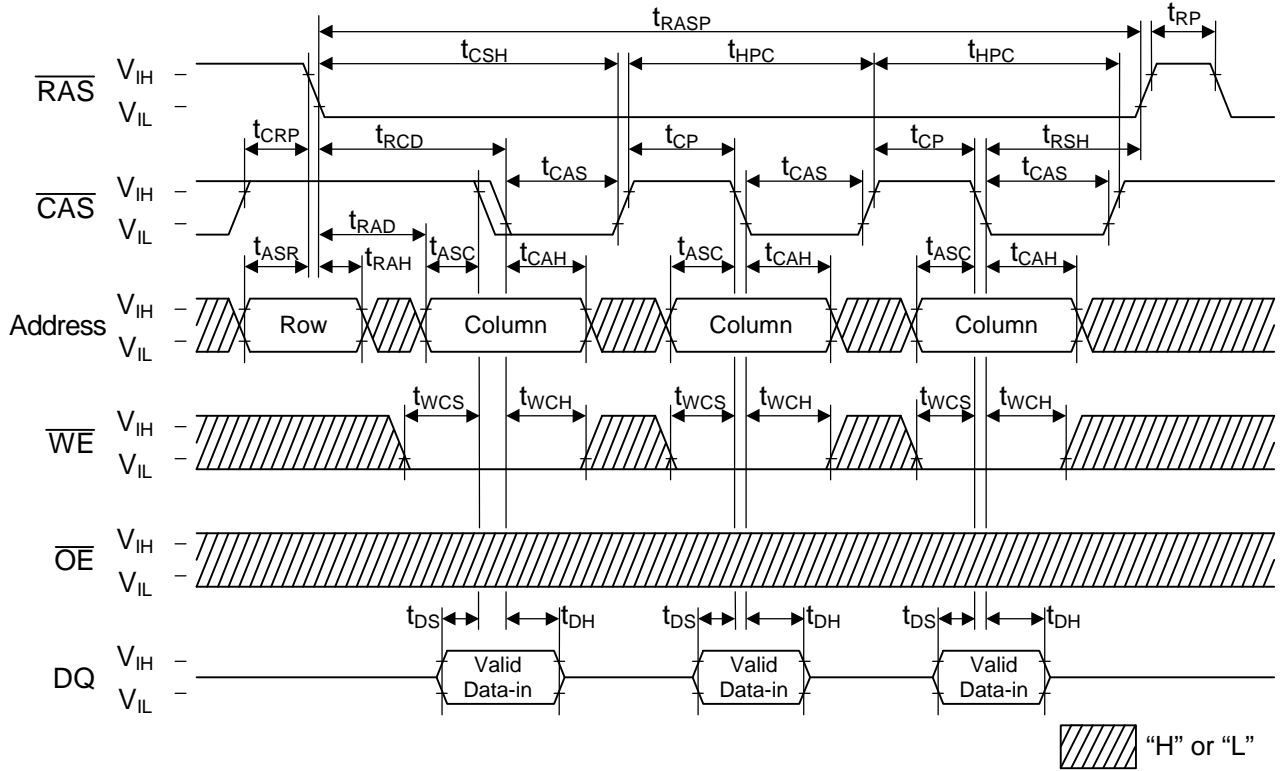 tRASP
tRP
tCSH
tHPC
tHPC
RAS
VIH
VIL
tCRP
tRCD
tCP
tCP
tRSH
CAS
VIH
VIL
tCAS
tCAS
tCAS
tRAD
tASR
tRAH
tASC
tCAH
tASC
tCAH
tASC
tCAH
Address
VIH
VIL
Row
Column
Column
Column
tWCS
tWCH
tWCS
tWCH
tWCS
tWCH
WE
VIH
VIL
OE
VIH
VIL
tDS
tDH
tDS
tDH
tDS
tDH
DQ
VIH
VIL
Valid
Data-in
Valid
Data-in
Valid
Data-in
“H” or “L”